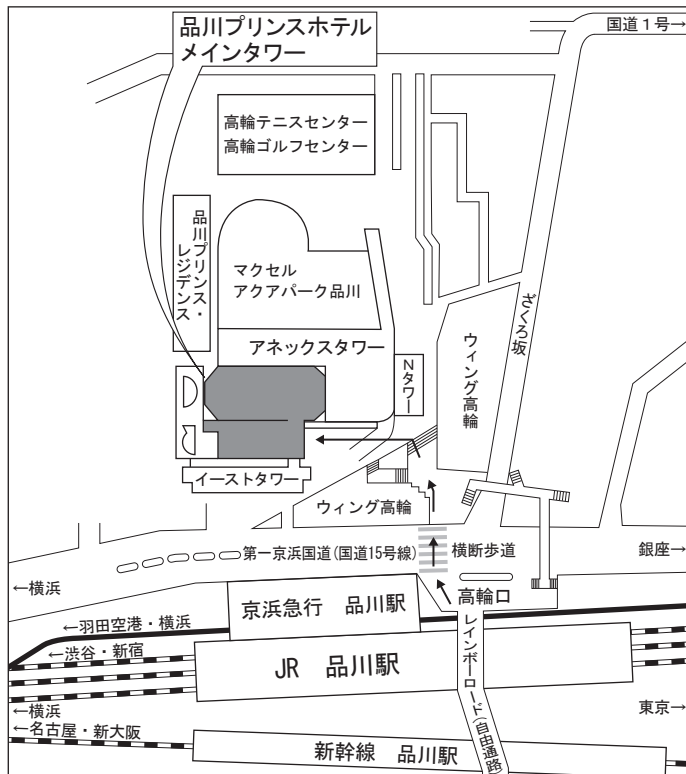 品川プリンスホテル
メインタワー
国道１号→
高輪テニスセンター
高輪ゴルフセンター
品川プリンス・
レジデンス
マクセル
アクアパーク品川
アネックスタワー
Nタワー
ウィング高輪
ざくろ坂
イーストタワー
ウィング高輪
第一京浜国道(国道15号線)
横断歩道
銀座→
←横浜
京浜急行　品川駅
高輪口
←羽田空港・横浜
←渋谷・新宿
JR　品川駅
レインボーロード(自由通路)
←横浜
東京→
←名古屋・新大阪
新幹線　品川駅